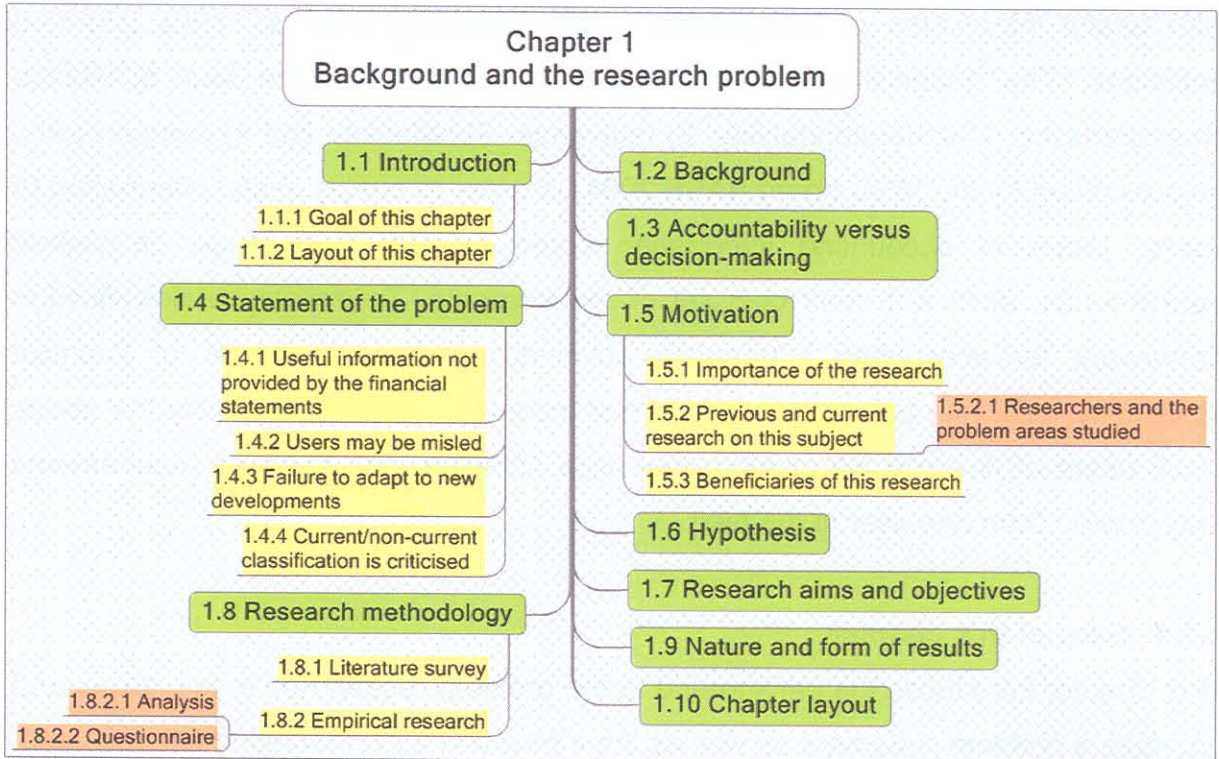 Chapter 1
Background and the research problem
1.1 Introduction
1.1.1 Goal of this chapter
1.1.2 Layout of this chapter
1.2 Background
1.3 Accountability versus
decision-making
1.4 Statement of the problem
1.4.1 Useful information not
provided by the financial
statements
1.4.2 Users may be misled
1.4.3 Failure to adapt to new
developments
1.4.4 Current/non-current
classification is criticised
1.5 Motivation
1.5.1 Importance of the research
1.5.2 Previous and current
research on this subject
1.5.2.1 Researchers and the
problem areas studied
1.5.3 Beneficiaries of this research
1.6 Hypothesis
1.7 Research aims and objectives
1.8 Research methodology
1.8.1 Literature survey
1.8.2 Empirical research
1.8.2.1 Analysis
1.8.2.2 Questionnaire
1.9 Nature and form of results
1.10 Chapter layout